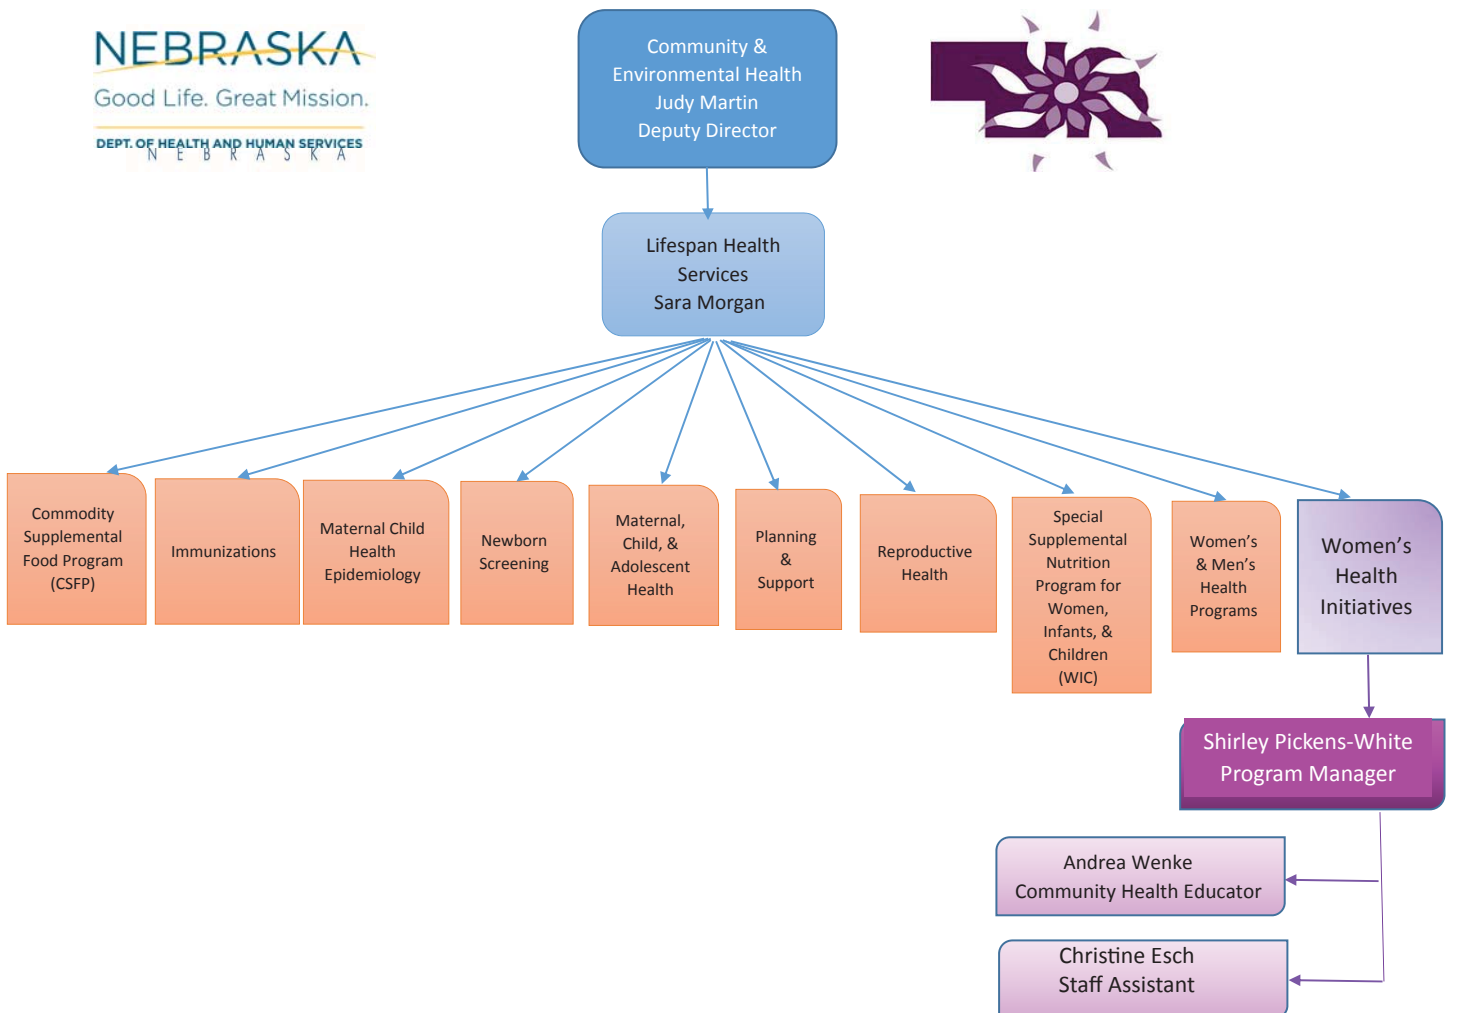 NEBRASKA
Good Life. Great Mission.
DEPT. OF HEALTH AND HUMAN SERVICES
N E B R A S K A
Community &
Environmental Health
Judy Martin
Deputy Director
Lifespan Health
Services
Sara Morgan
Commodity
Supplemental
Food Program
(CSFP)
Immunizations
Maternal Child
Health
Epidemiology
Newborn
Screening
Maternal,
Child, &
Adolescent
Health
Planning
&
Support
Reproductive
Health
Special
Supplemental
Nutrition
Program for
Women,
Infants, &
Children
(WIC)
Women’s
& Men’s
Health
Programs
Women’s
Health
Initiatives
Shirley Pickens-White
Program Manager
Andrea Wenke
Community Health Educator
Christine Esch
Staff Assistant